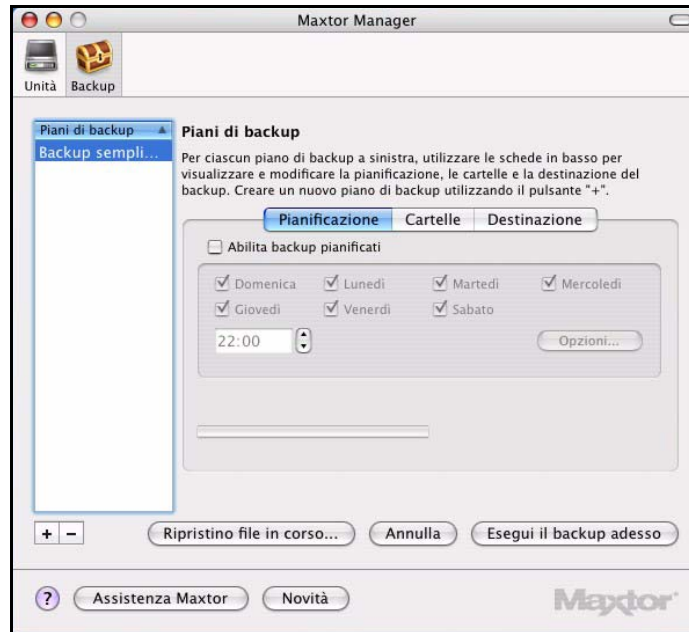 Maxtor Manager
Unità
Backup
Piani di backup
Backup sempli...
Piani di backup
Per ciascun piano di backup a sinistra, utilizzare le schede in basso per
visualizzare e modificare la pianificazione, le cartelle e la destinazione del
backup. Creare un nuovo piano di backup utilizzando il pulsante "+".
Pianificazione
Cartelle
Destinazione
Abilita backup pianificati
Domenica
Lunedì
Martedì
Mercoledì
Giovedì
Venerdì
Sabato
22:00
Opzioni...
+ −
Ripristino file in corso...
Annulla
Esegui il backup adesso
?
Assistenza Maxtor
Novità
Maxtor